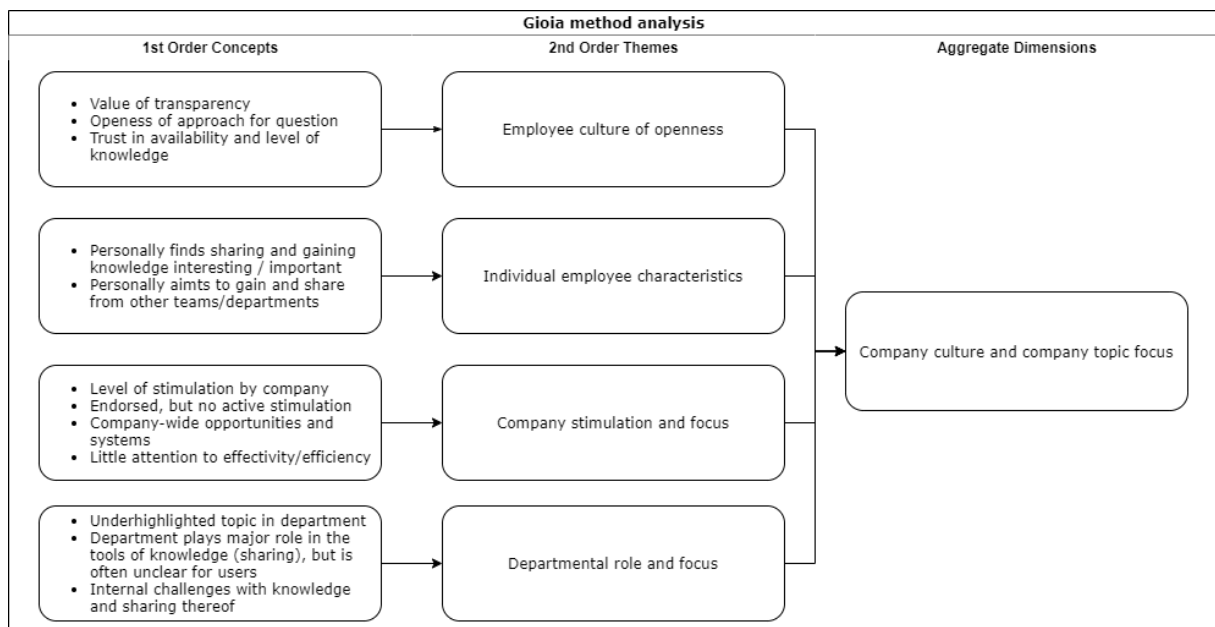 Gioia method analysis
1st Order Concepts
2nd Order Themes
Aggregate Dimensions
• Value of transparency
• Openess of approach for question
• Trust in availability and level of
knowledge
Employee culture of openness
• Personally finds sharing and gaining
knowledge interesting / important
• Personally aimts to gain and share
from other teams/departments
Individual employee characteristics
Company culture and company topic focus
• Level of stimulation by company
• Endorsed, but no active stimulation
• Company-wide opportunities and
systems
• Little attention to effectivity/efficiency
Company stimulation and focus
• Underhighlighted topic in department
• Department plays major role in the
tools of knowledge (sharing), but is
often unclear for users
• Internal challenges with knowledge
and sharing thereof
Departmental role and focus